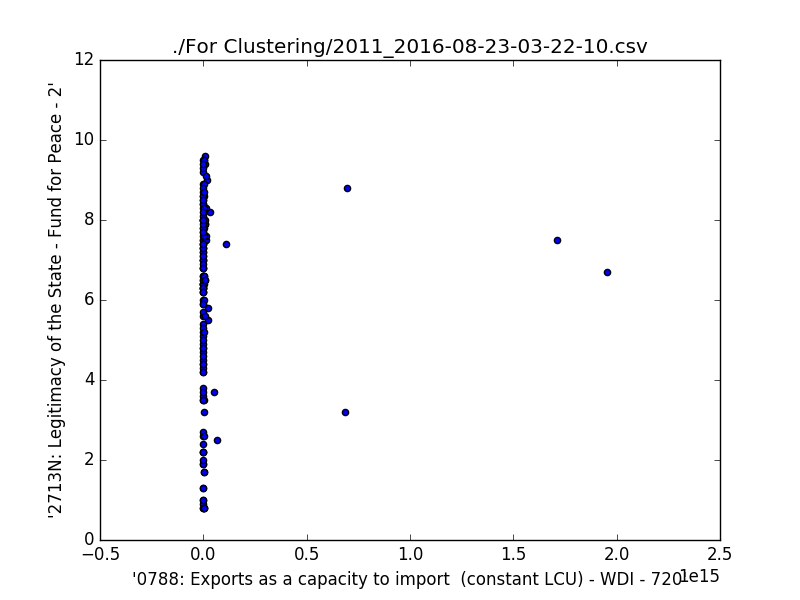 ./For Clustering/2011_2016-08-23-03-22-10.csv
'2713N: Legitimacy of the State - Fund for Peace - 2'
12
10
8
6
4
2
0
−0.5 0.0 0.5 1.0 1.5 2.0 2.5
1e15
'0788: Exports as a capacity to import  (constant LCU) - WDI - 720